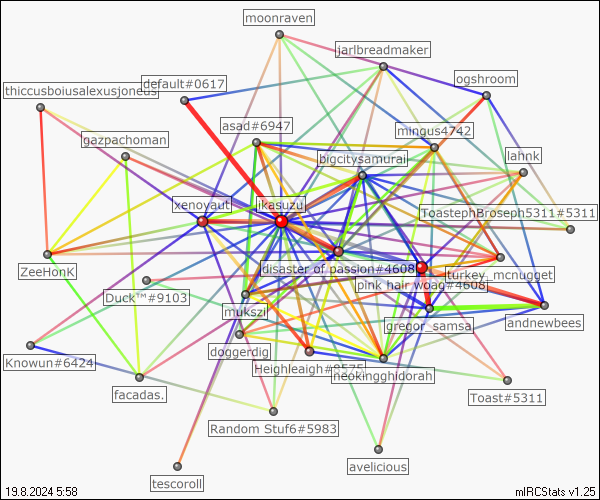 moonraven
jarlbreadmaker
ogshroom
default#0617
thiccusboiusalexusjoneus
asad#6947
mingus4742
gazpachoman
bigcitysamurai
lahnk
xenoyaut
ikasuzu
ToastephBroseph5311#5311
ZeeHonK
disaster of passion#4608
turkey_mcnugget
pink hair woag#4608
Duck™#9103
mukszil
gregor_samsa
andnewbees
doggerdig
Knowun#6424
Heighleaigh#9575
neokingghidorah
facadas.
Toast#5311
Random Stuf6#5983
avelicious
tescoroll
19.8.2024 5:58
mIRCStats v1.25